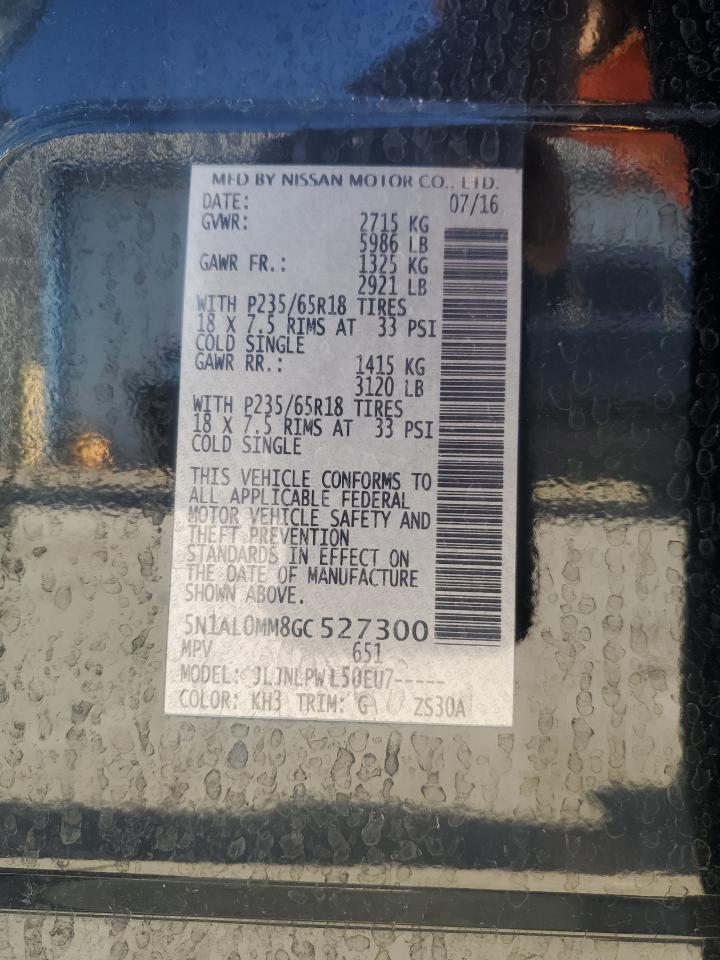 MFD BY NISSAN MOTOR CO., LTD.
DATE: 07/16
GVWR: 2715 KG
5986 LB
GAWR FR.: 1325 KG
2921 LB
WITH P235/65R18 TIRES
18 X 7.5 RIMS AT 33 PSI
COLD SINGLE
GAWR RR.: 1415 KG
3120 LB
WITH P235/65R18 TIRES
18 X 7.5 RIMS AT 33 PSI
COLD SINGLE
THIS VEHICLE CONFORMS TO
ALL APPLICABLE FEDERAL
MOTOR VEHICLE SAFETY AND
THEFT PREVENTION
STANDARDS IN EFFECT ON
THE DATE OF MANUFACTURE
SHOWN ABOVE.
5N1AL0MM8GC527300
MPV 651
MODEL:
COLOR: KH3 TRIM: G ZS30A